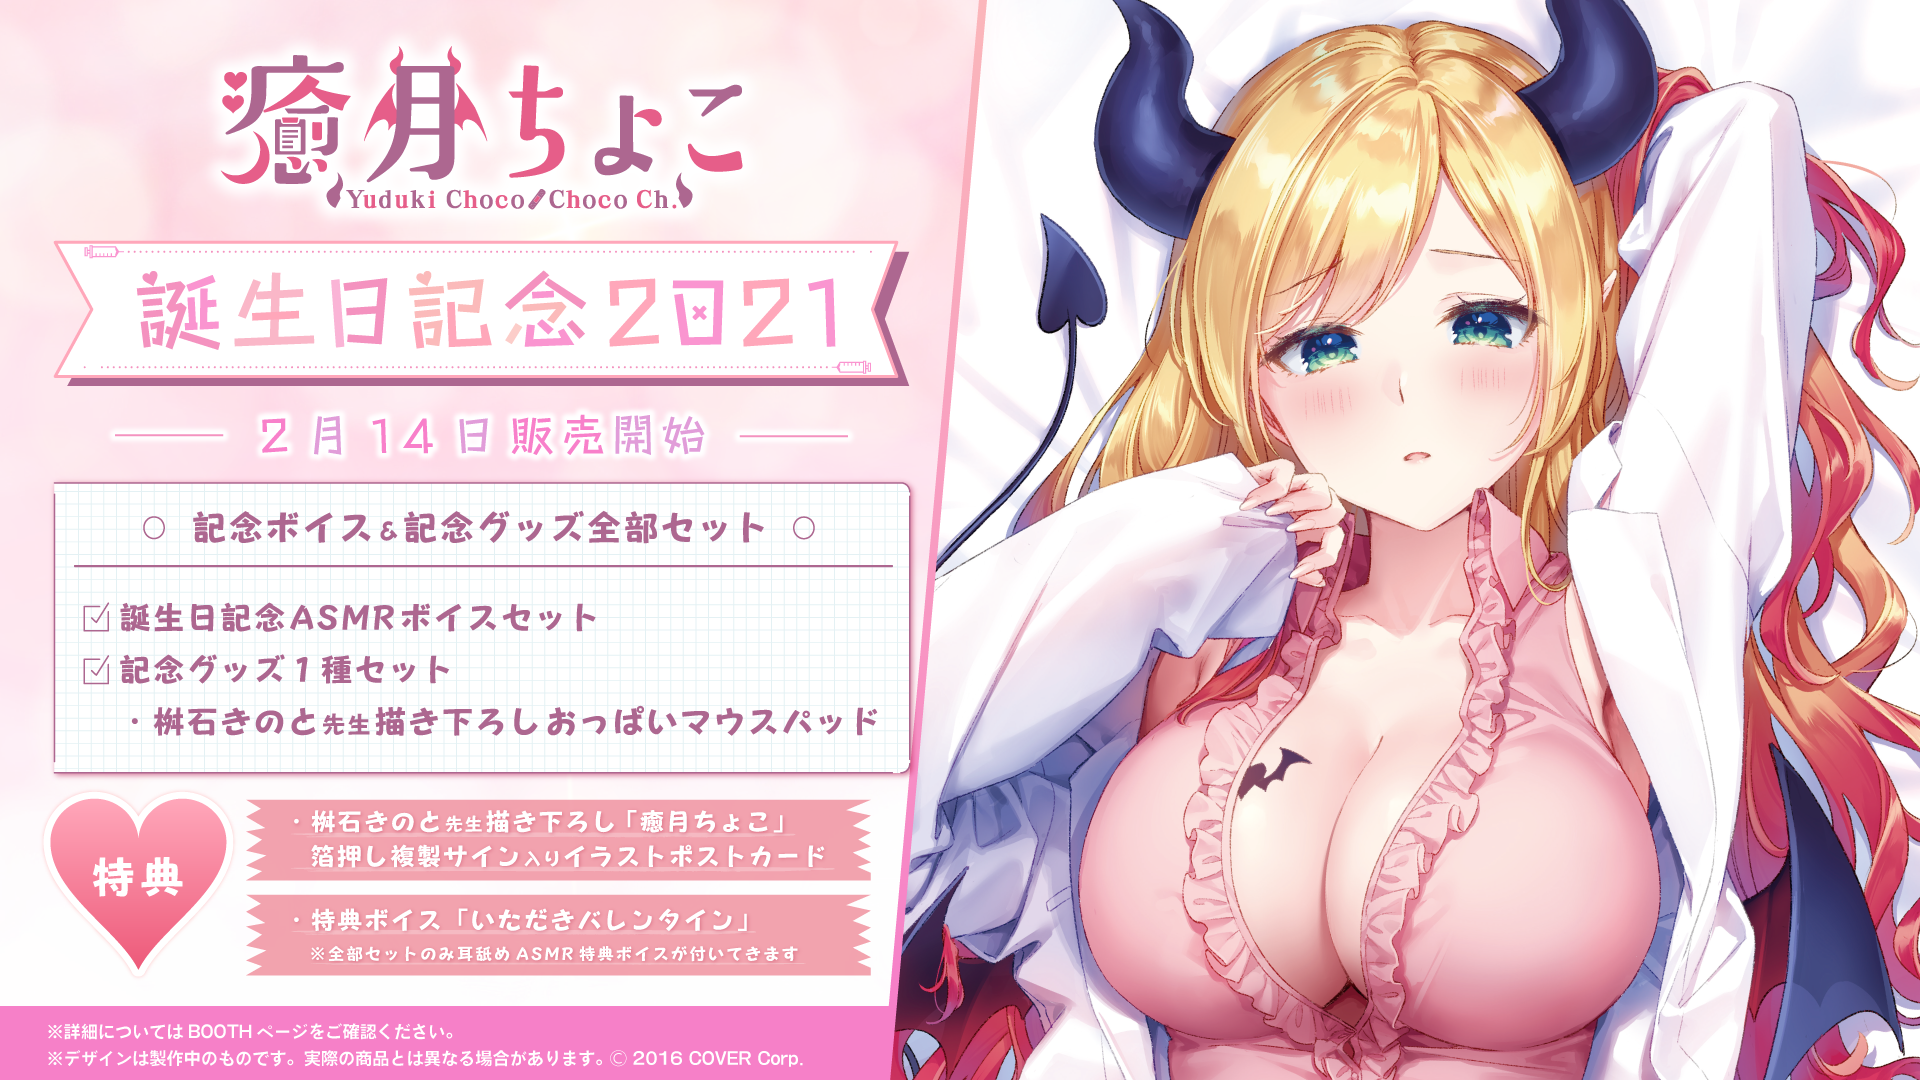 癒月ちょこ
Yuduki Choco Choco Ch.
誕生日記念2021
2月14日販売開始
○ 記念ボイス&記念グッズ全部セット ○
誕生日記念ASMRボイスセット
記念グッズ1種セット
・桝石きのと先生描き下ろしおっぱいマウスパッド
特典
・桝石きのと先生描き下ろし「癒月ちょこ」
箔押し複製サイン入りイラストポストカード
・特典ボイス「いただきバレンタイン」
※全部セットのみ耳舐めASMR特典ボイスが付いてきます
※詳細についてはBOOTHページをご確認ください。
※デザインは製作中のものです。実際の商品とは異なる場合があります。© 2016 COVER Corp.